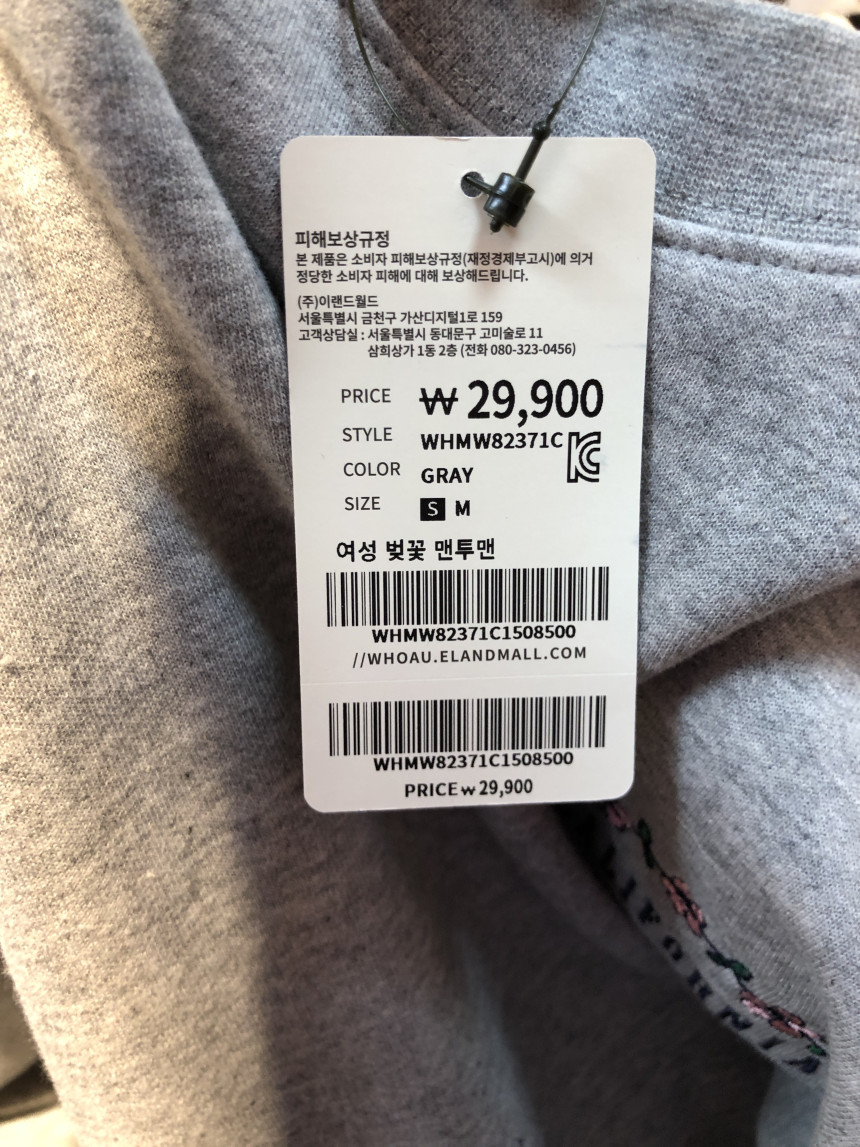 피해보상규정
본 제품은 소비자 피해보상규정(재정경제부고시)에 의거
정당한 소비자 피해에 대해 보상해드립니다.
(주)이랜드월드
서울특별시 금천구 가산디지털1로 159
고객상담실 : 서울특별시 동대문구 고미술로 11
삼희상가 1동 2층 (전화 080-323-0456)
PRICE ₩ 29,900
STYLE WHMW82371C
COLOR GRAY
SIZE S M
여성 벚꽃 맨투맨
WHMW82371C1508500
//WHOAU.ELANDMALL.COM
WHMW82371C1508500
PRICE ₩ 29,900
LIFORNIA